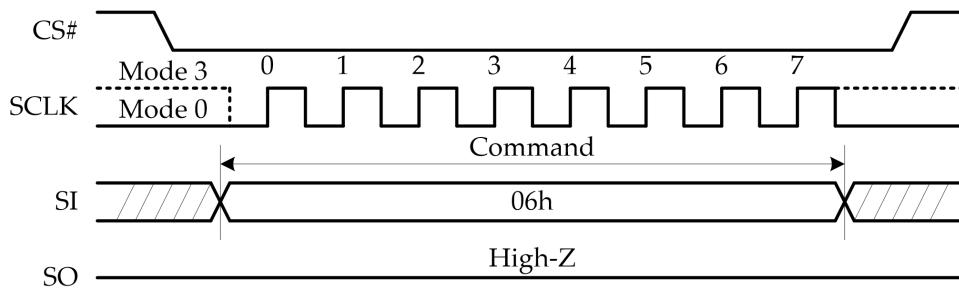 CS#
0 1 2 3 4 5 6 7
Mode 3
SCLK
Mode 0
Command
SI
06h
High-Z
SO